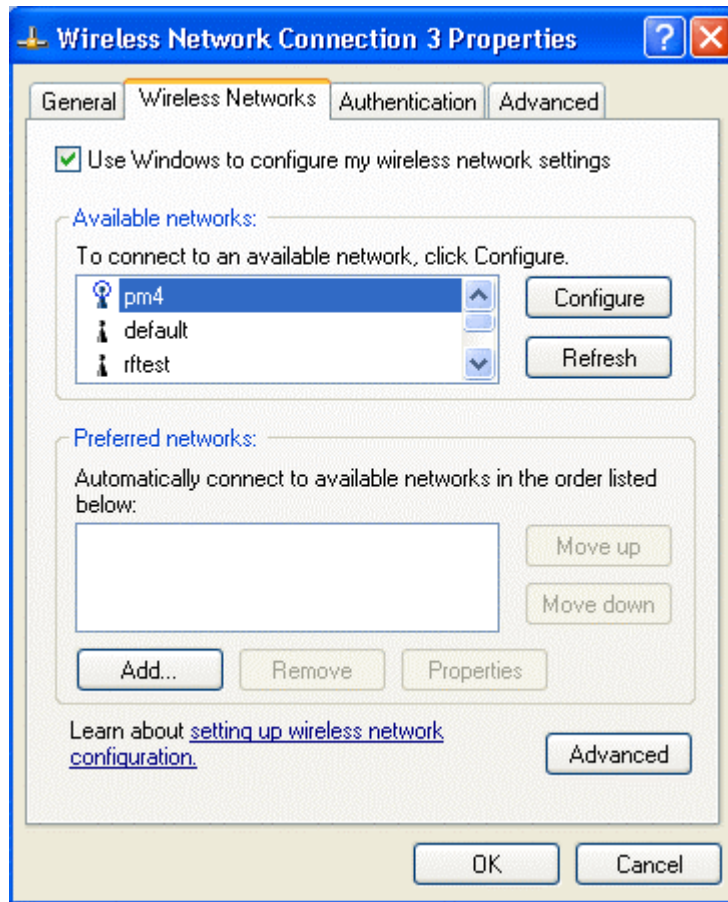 Wireless Network Connection 3 Properties
General Wireless Networks Authentication Advanced
Use Windows to configure my wireless network settings
Available networks:
To connect to an available network, click Configure.
pm4
default
rftest
Configure
Refresh
Preferred networks:
Automatically connect to available networks in the order listed
below:
Move up
Move down
Add... Remove Properties
Learn about setting up wireless network
configuration.
Advanced
OK Cancel